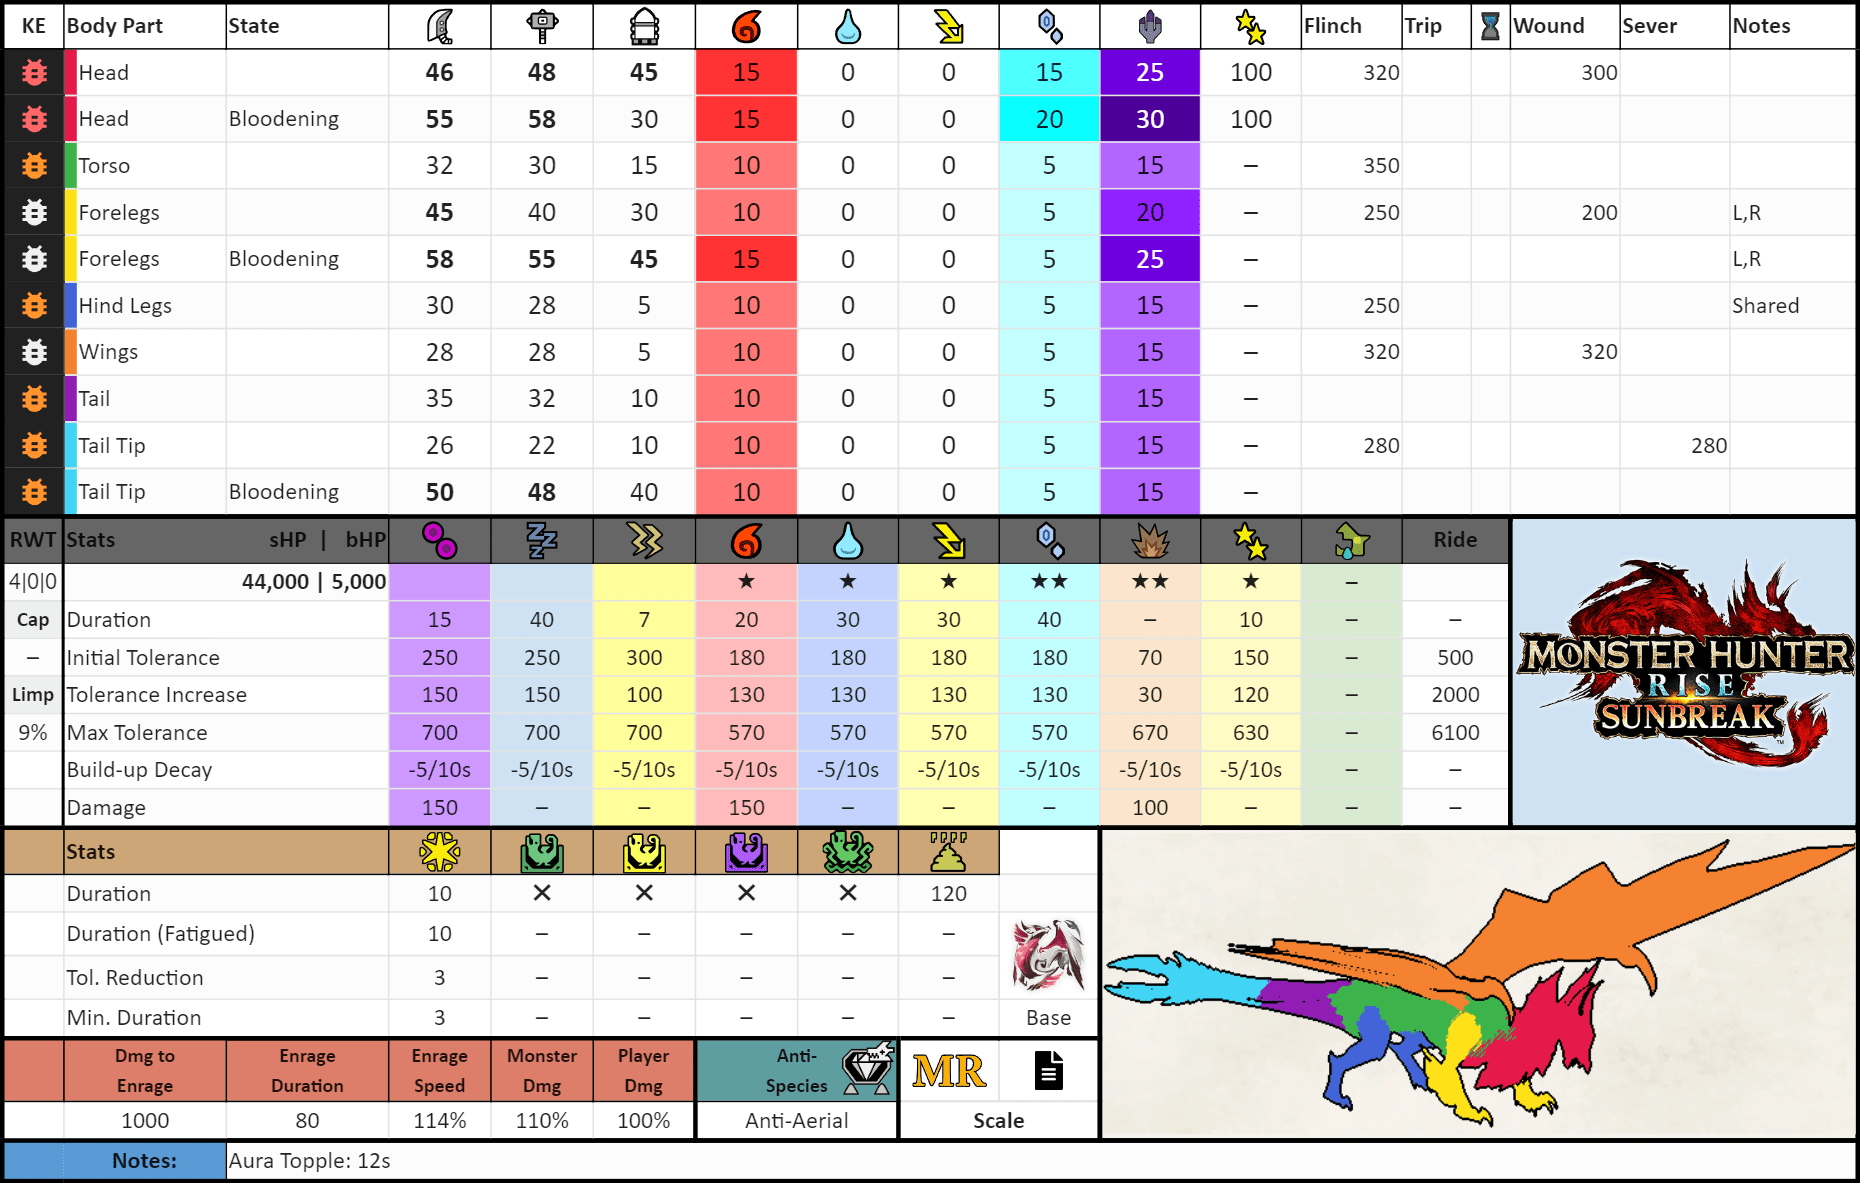 KE Body Part State Flinch Trip Wound Sever Notes
Head 46 48 45 15 0 0 15 25 100 320 300
Head Bloodening 55 58 30 15 0 0 20 30 100
Torso 32 30 15 10 0 0 5 15 – 350
Forelegs 45 40 30 10 0 0 5 20 – 250 200 L,R
Forelegs Bloodening 58 55 45 15 0 0 5 25 – L,R
Hind Legs 30 28 5 10 0 0 5 15 – 250 Shared
Wings 28 28 5 10 0 0 5 15 – 320 320
Tail 35 32 10 10 0 0 5 15 –
Tail Tip 26 22 10 10 0 0 5 15 – 280 280
Tail Tip Bloodening 50 48 40 10 0 0 5 15 –
RWT Stats sHP | bHP Ride
4|0|0 44,000 | 5,000 ★ ★ ★ ★★ ★★ ★ –
Cap Duration 15 40 7 20 30 30 40 – 10 – –
– Initial Tolerance 250 250 300 180 180 180 180 70 150 – 500
Limp Tolerance Increase 150 150 100 130 130 130 130 30 120 – 2000
9% Max Tolerance 700 700 700 570 570 570 570 670 630 – 6100
Build-up Decay -5/10s -5/10s -5/10s -5/10s -5/10s -5/10s -5/10s -5/10s -5/10s – –
Damage 150 – – 150 – – – 100 – – –
MONSTER HUNTER
RISE
SUNBREAK
™
Stats
Duration 10 ✕ ✕ ✕ ✕ 120
Duration (Fatigued) 10 – – – – –
Tol. Reduction 3 – – – – –
Min. Duration 3 – – – – – Base
Dmg to Enrage Enrage Duration Enrage Speed Monster Dmg Player Dmg Anti-Species MR
1000 80 114% 110% 100% Anti-Aerial Scale
Notes: Aura Topple: 12s